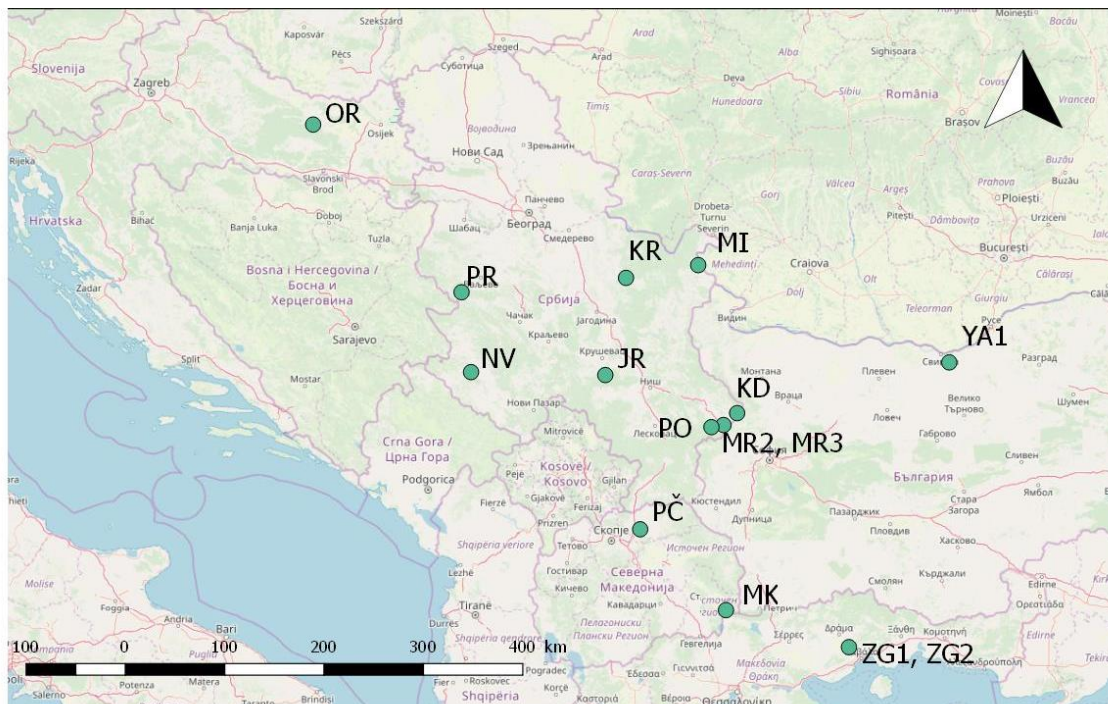 Kaposvár
Szekszárd
Pécs
Szeged
Суботица
Slovenija
Zagreb
OR
Osijek
Arad
Arad
Alba
Sighișoara
Moinești
Bacău
Deva
Hunedoara
Sibiu
România
Covasna
Vrancea
Timiș
Brașov
Војводина
Rijeka
Нови Сад
Зрењанин
Caraș-Severin
Gorj
Vâlcea
Argeș
Prahova
Buzău
Buzău
Slavonski
Brod
Панчево
Београд
Drobeta-
Turnu
Severin
Pitești
Ploiești
Dâmbovița
Urziceni
Hrvatska
Bihać
Banja Luka
Doboj
Tuzla
Шабац
Смедерево
KR
MI
Mehedinți
Craiova
Olt
București
Călărași
Zadar
Bosna i Hercegovina /
Босна и
Херцеговина
PR
Србија
Dolj
Teleorman
Giurgiu
Видин
Русе
Чачак
Јагодина
Краљево
Sarajevo
Split
Mostar
NV
Крушевац
JR
Ниш
Монтана
Враца
Плевен
YA1
Разград
Шумен
Ловеч
Велико
Търново
Габрово
Нови Пазар
KD
PO
MR2, MR3
Crna Gora /
Црна Гора
Mitrovicë
Kosovë /
Kosovo
Pejë
Gjilan
Gjakovë
Ferizaj
Prizren
Podgorica
Fierzë
Сливен
България
Кюстендил
Дупница
Пазарджик
Пловдив
Стара
Загора
Ямбол
Хасково
PČ
Скопје
Тетово
Shqipëria veriore
Источен Регион
Lezhë
Гостивар
Кичево
Северна
Македонија
Кавадарци
MK
Смолян
Кърджали
Edirne
Tiranë
Durrës
Пелагониски
Плански Регион
Гевгелија
Σέρρες
Δράμα
Ξάνθη
Κομοτηνή
ZG1, ZG2
Molise
Foggia
Andria
Bari
Puglia
100
0
100
200
300
400 km
Shqipëria qendrore
Γιαννιτσά
Μακεδονία
Θράκη
Έδεσσα
Salerno
Potenza
Matera
Taranto
Brindisi
Fier
Roskovec
Shqipëria
Korçë
Καστοριά
Βέροια
Θεσσαλονίκη
Edirne